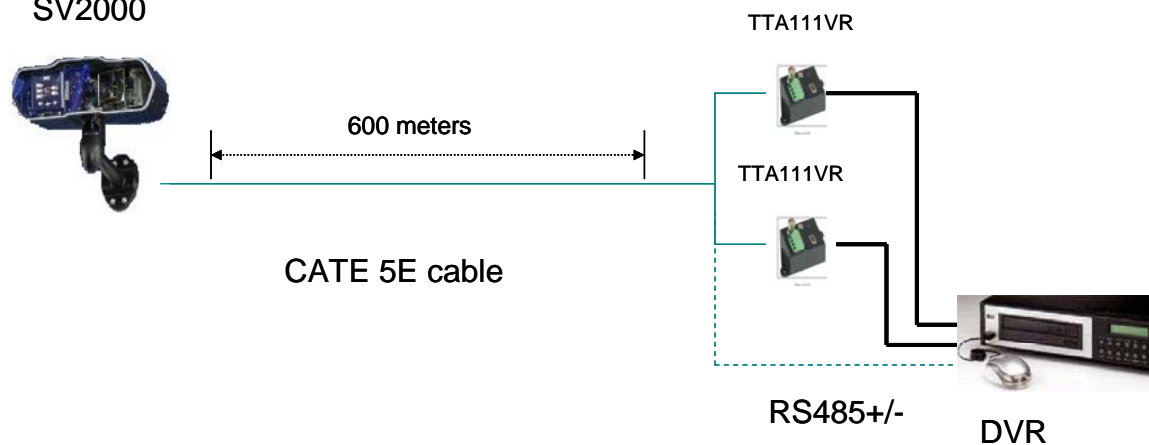 SV2000
TTA111VR
600 meters
TTA111VR
CATE 5E cable
RS485+/-
DVR